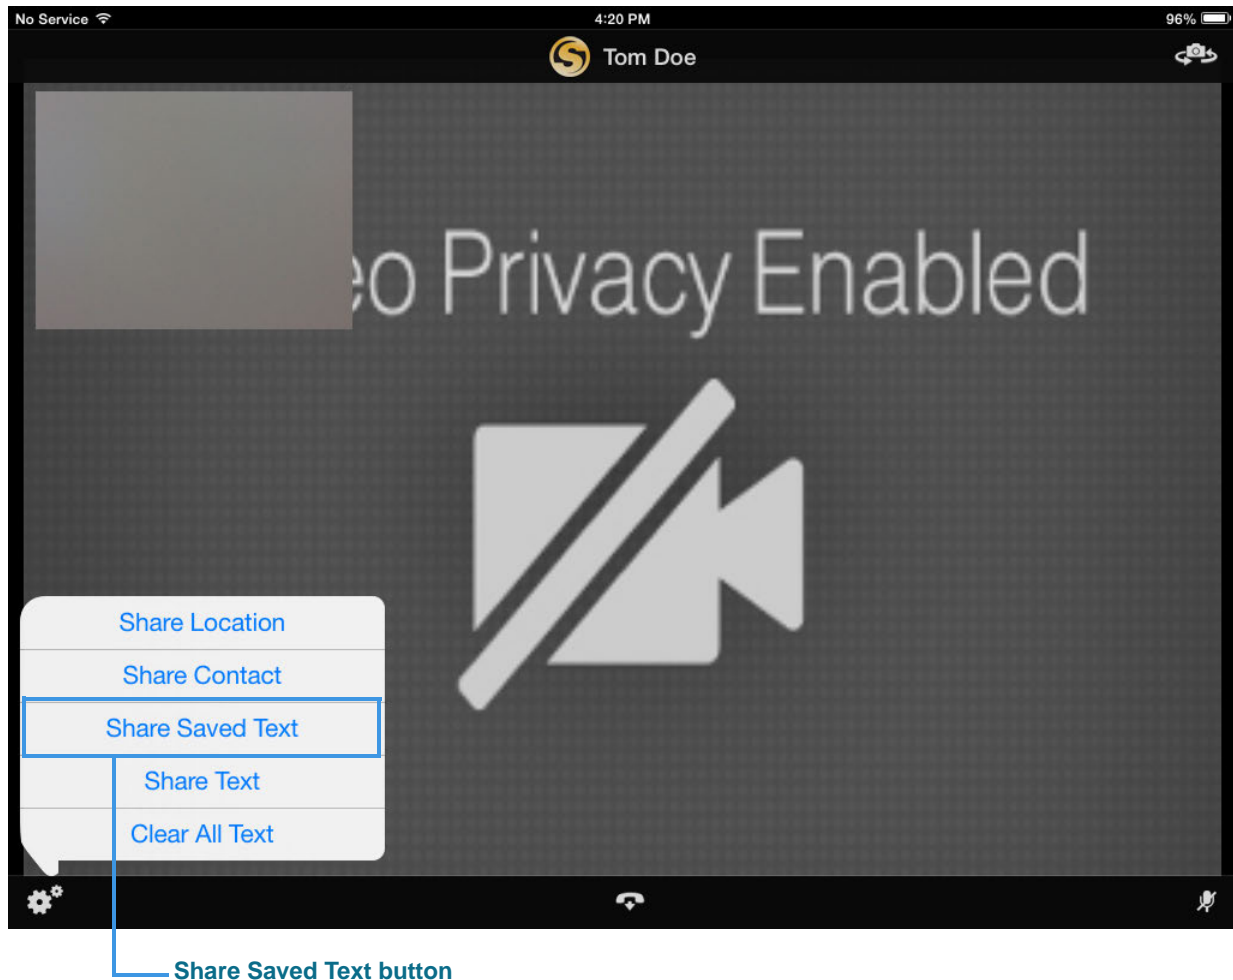 No Service 4:20 PM 96%
Tom Doe
eo Privacy Enabled
Share Location
Share Contact
Share Saved Text
Share Text
Clear All Text
Share Saved Text button